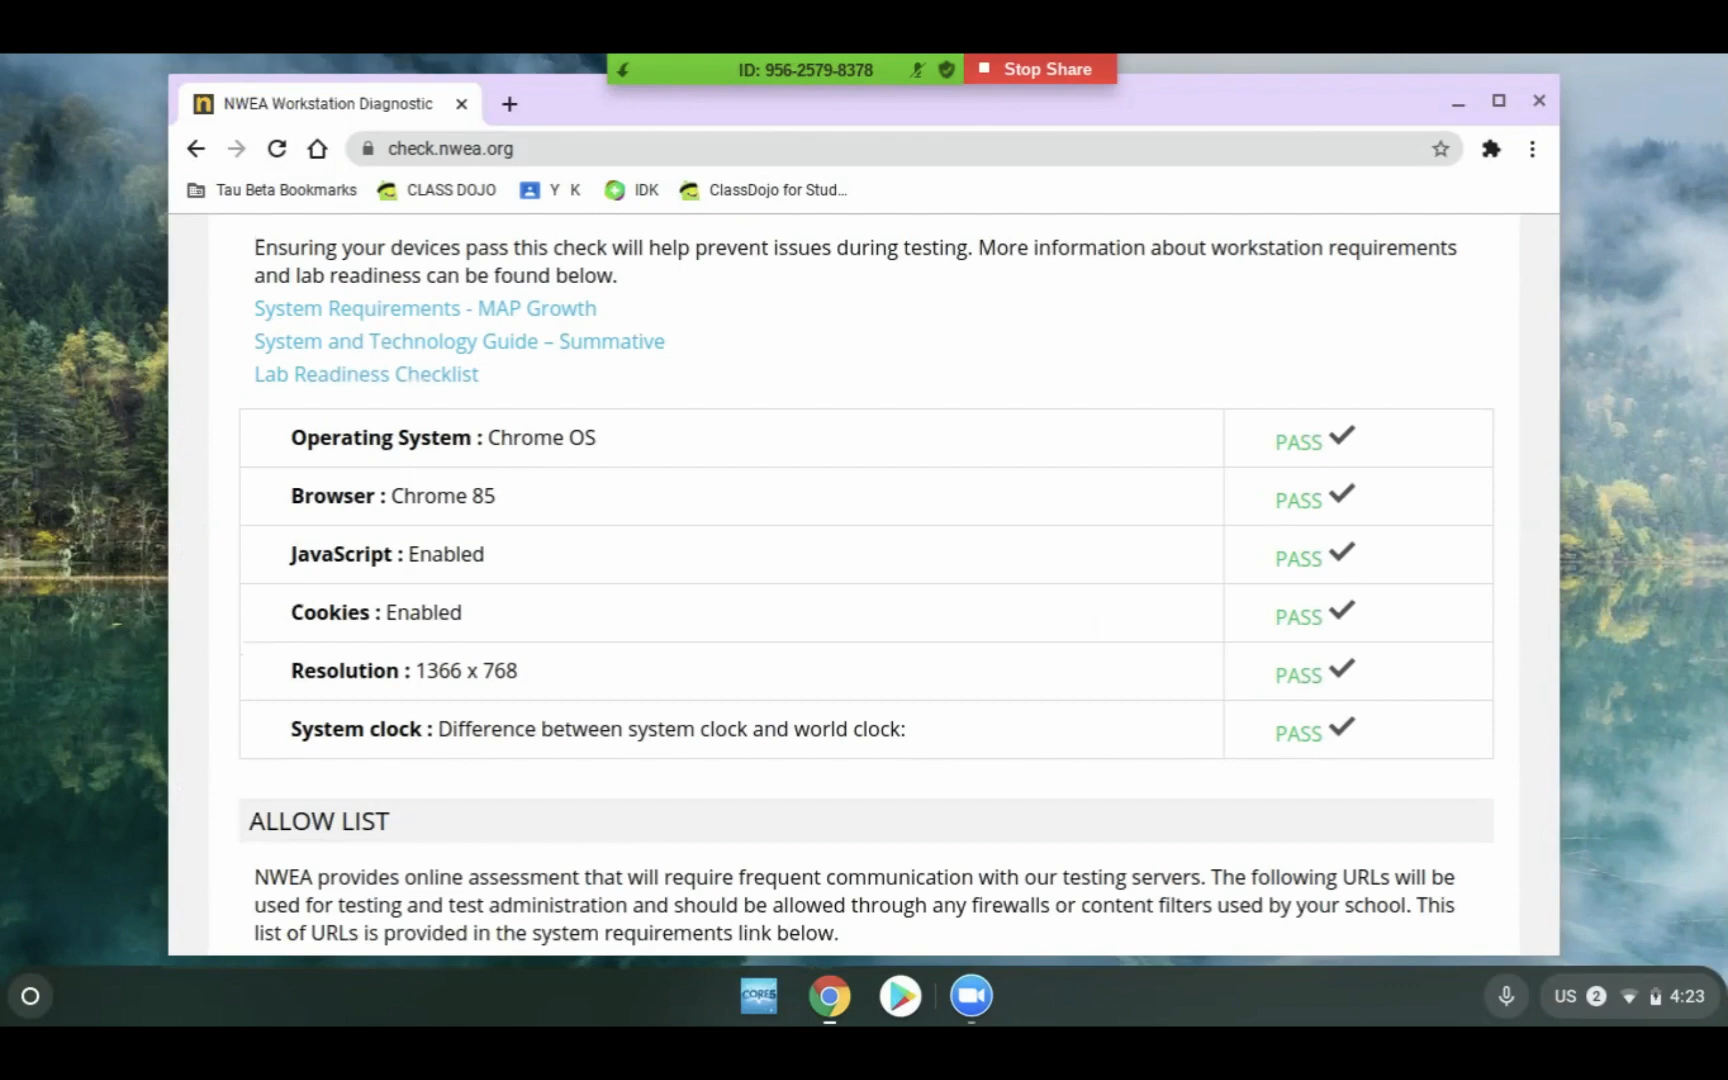 ID: 956-2579-8378
Stop Share
n NWEA Workstation Diagnostic
check.nwea.org
Tau Beta Bookmarks CLASS DOJO Y K IDK ClassDojo for Stud...
Ensuring your devices pass this check will help prevent issues during testing. More information about workstation requirements
and lab readiness can be found below.
System Requirements - MAP Growth
System and Technology Guide – Summative
Lab Readiness Checklist
Operating System : Chrome OS PASS
Browser : Chrome 85 PASS
JavaScript : Enabled PASS
Cookies : Enabled PASS
Resolution : 1366 x 768 PASS
System clock : Difference between system clock and world clock: PASS
ALLOW LIST
NWEA provides online assessment that will require frequent communication with our testing servers. The following URLs will be
used for testing and test administration and should be allowed through any firewalls or content filters used by your school. This
list of URLs is provided in the system requirements link below.
CORE5
US 2 4:23